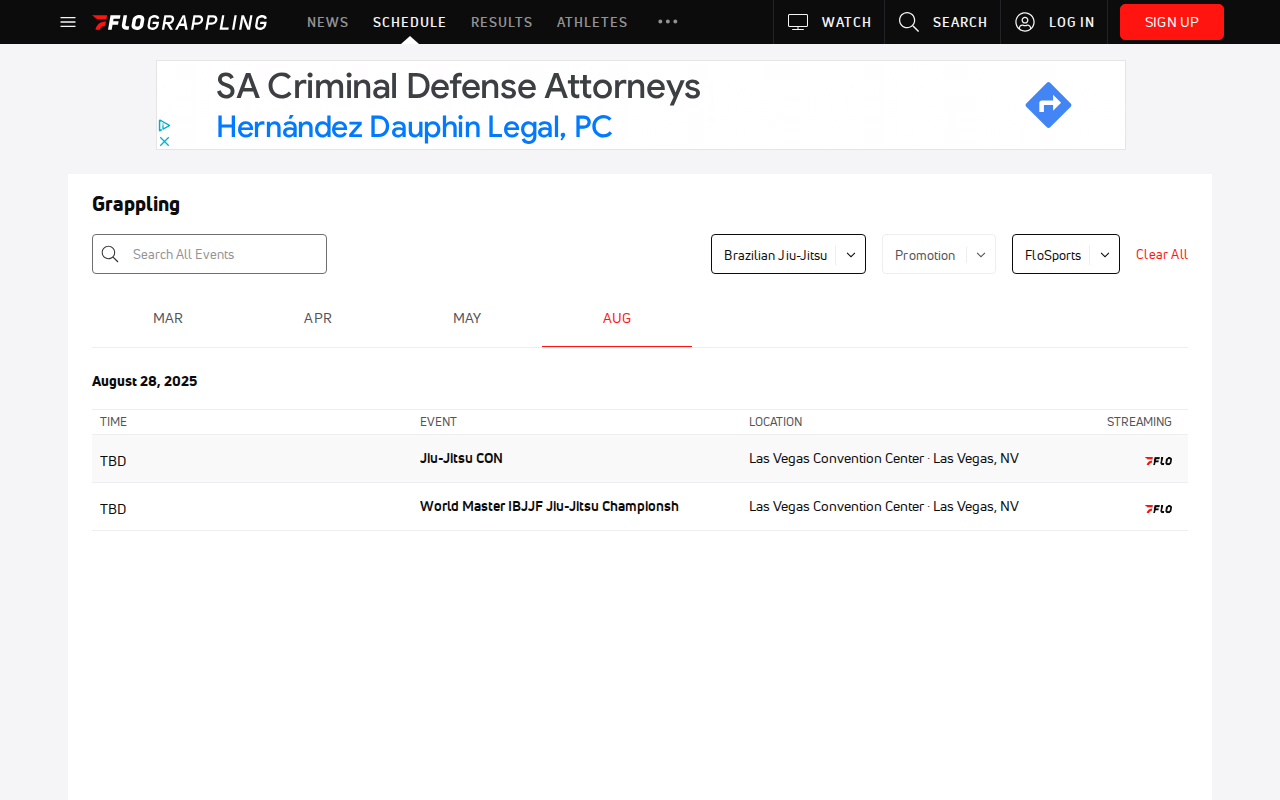 FLOGRAPPLING NEWS SCHEDULE RESULTS ATHLETES WATCH SEARCH LOG IN SIGN UP
SA Criminal Defense Attorneys
Hernández Dauphin Legal, PC
Grappling
Search All Events Brazilian Jiu-Jitsu Promotion FloSports Clear All
MAR APR MAY AUG
August 28, 2025
TIME EVENT LOCATION STREAMING
TBD Jiu-Jitsu CON Las Vegas Convention Center · Las Vegas, NV FLO
TBD World Master IBJJF Jiu-Jitsu Championsh Las Vegas Convention Center · Las Vegas, NV FLO